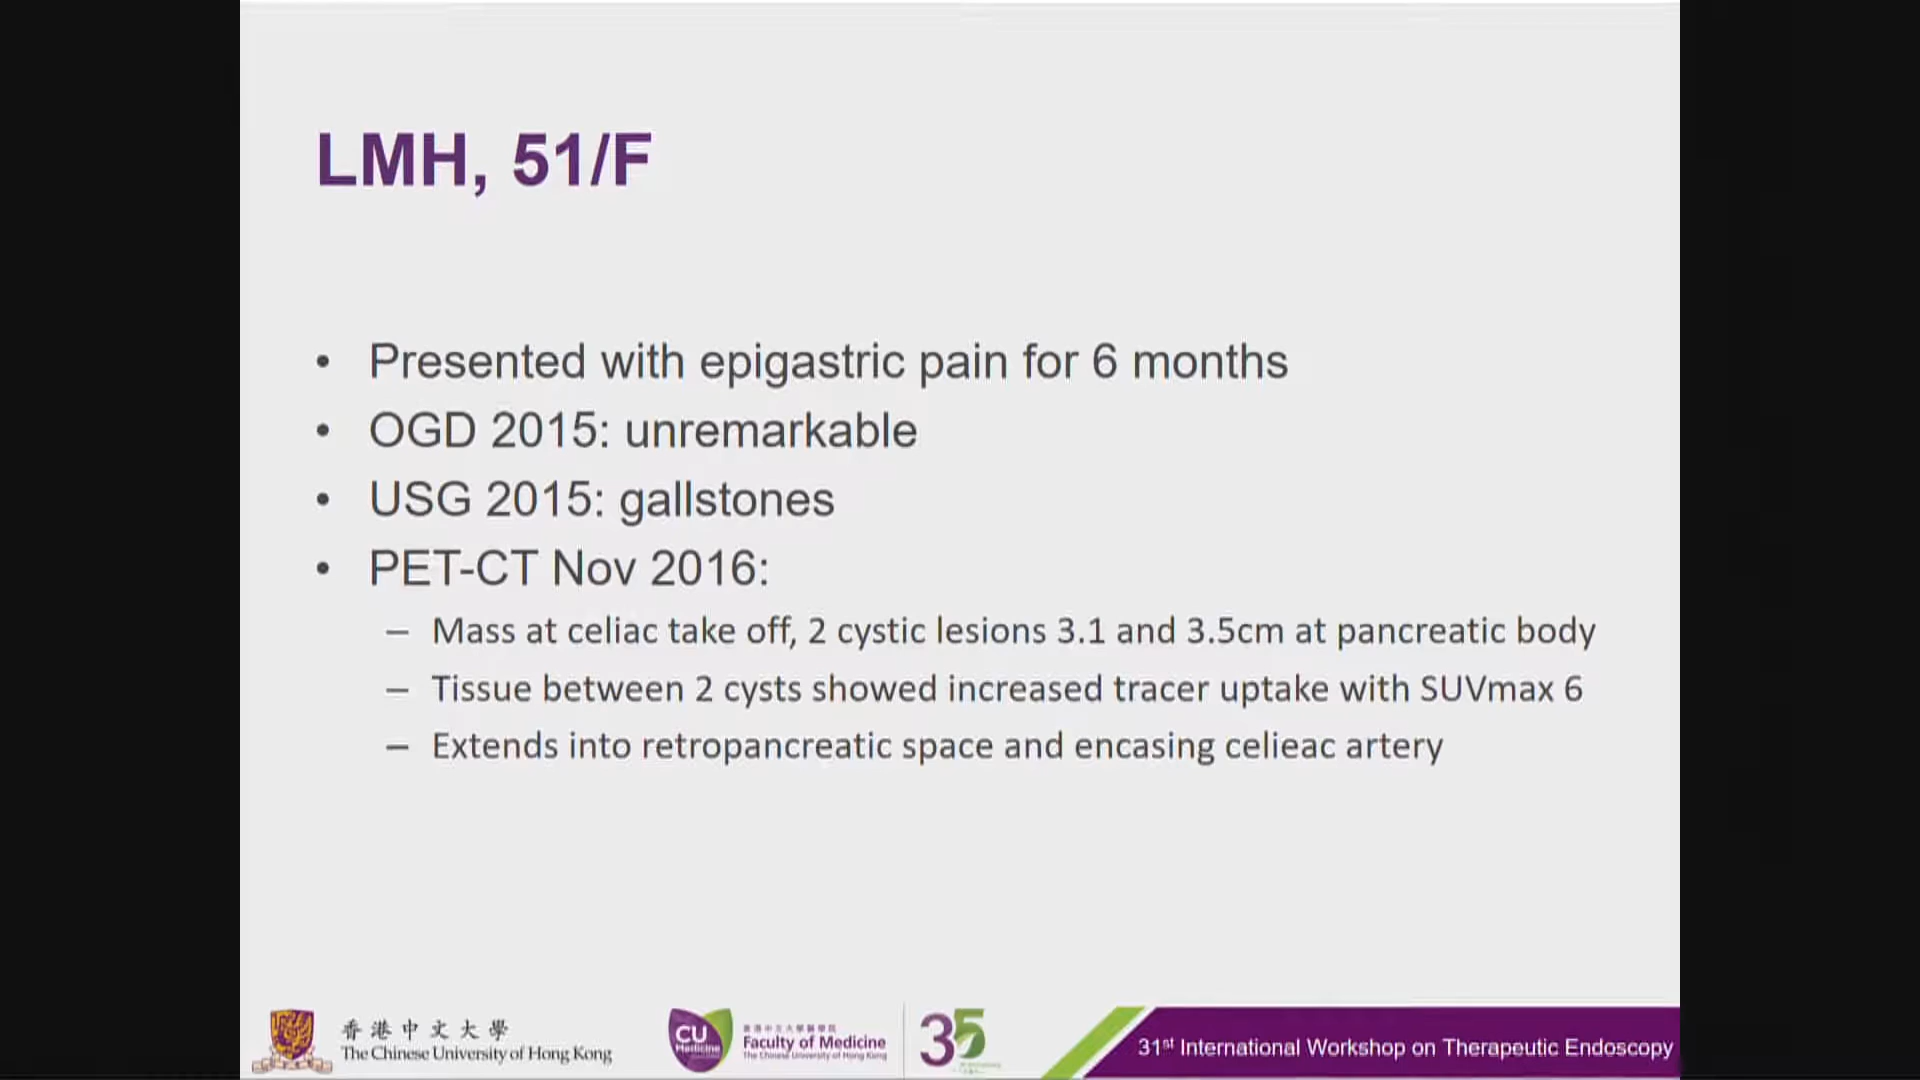 LMH, 51/F
• Presented with epigastric pain for 6 months
• OGD 2015: unremarkable
• USG 2015: gallstones
• PET-CT Nov 2016:
– Mass at celiac take off, 2 cystic lesions 3.1 and 3.5cm at pancreatic body
– Tissue between 2 cysts showed increased tracer uptake with SUVmax 6
– Extends into retropancreatic space and encasing celieac artery
香港中文大學
The Chinese University of Hong Kong
CU
Medicine
香港中文大學醫學院
Faculty of Medicine
The Chinese University of Hong Kong
35
31st International Workshop on Therapeutic Endoscopy